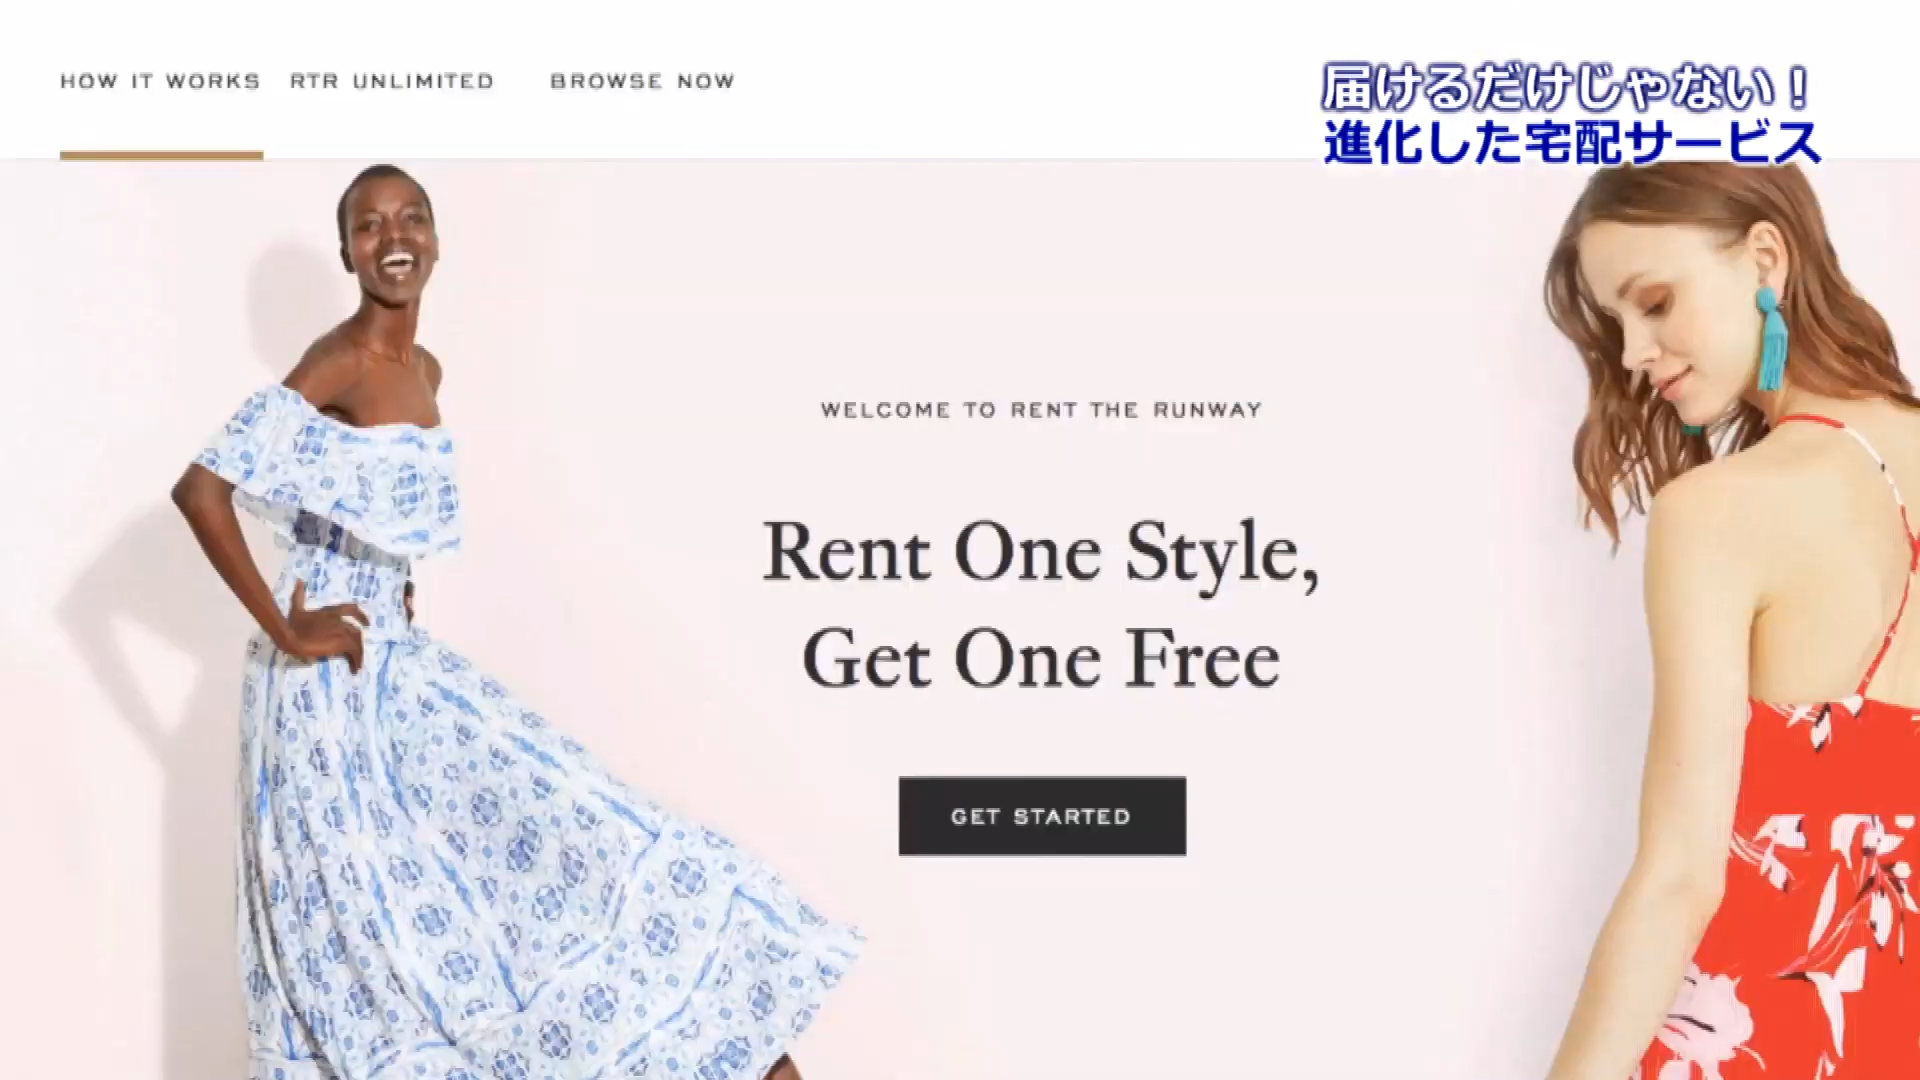 HOW IT WORKS RTR UNLIMITED BROWSE NOW
届けるだけじゃない！
進化した宅配サービス
WELCOME TO RENT THE RUNWAY
Rent One Style,
Get One Free
GET STARTED